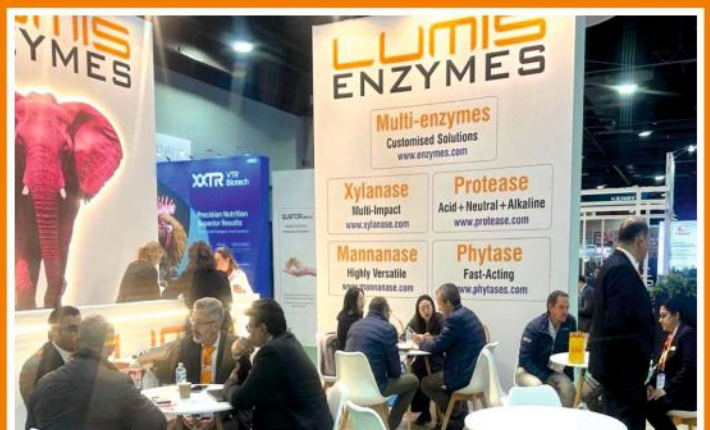 LUMIS
YMES
LUMIS
ENZYMES
Multi-enzymes
Customised Solutions
www.enzymes.com
Xylanase
Multi-Impact
www.xylanase.com
Protease
Acid+Neutral+Alkaline
www.protease.com
Mannanase
Highly Versatile
www.mannanase.com
Phytase
Fast-Acting
www.phytases.com
VTR
Biotech
Precision Nutrition
Superior Results